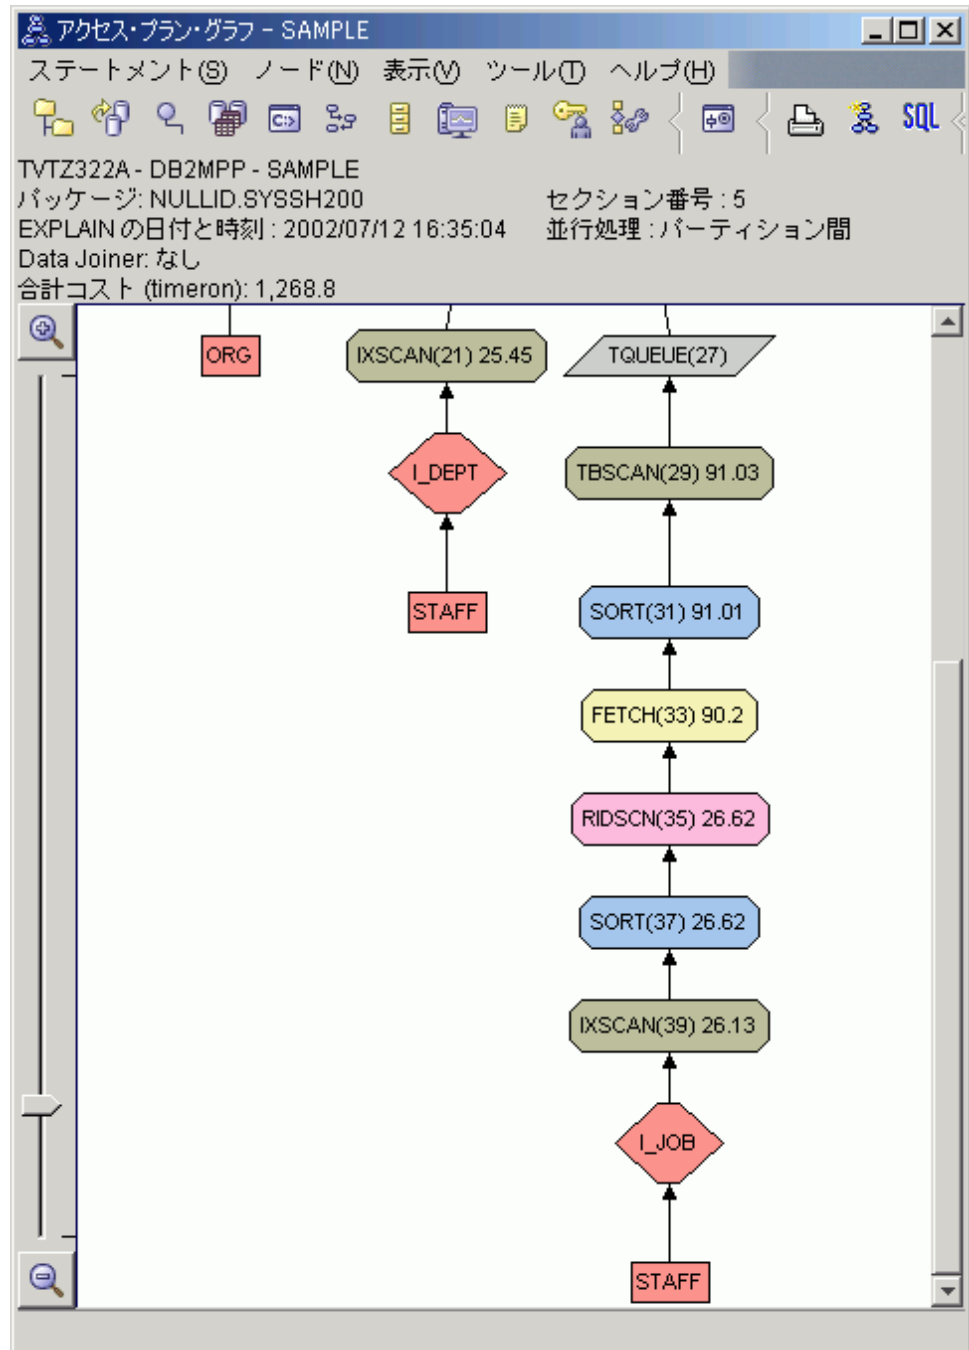 アクセス・プラン・グラフ - SAMPLE
ステートメント(S) ノード(N) 表示(V) ツール(T) ヘルプ(H)
SQL
TVTZ322A - DB2MPP - SAMPLE
パッケージ: NULLID.SYSSH200 セクション番号 : 5
EXPLAIN の日付と時刻 : 2002/07/12 16:35:04 並行処理 : パーティション間
Data Joiner: なし
合計コスト (timeron): 1,268.8
ORG
IXSCAN(21) 25.45
TQUEUE(27)
I_DEPT
TBSCAN(29) 91.03
STAFF
SORT(31) 91.01
FETCH(33) 90.2
RIDSCN(35) 26.62
SORT(37) 26.62
IXSCAN(39) 26.13
I_JOB
STAFF